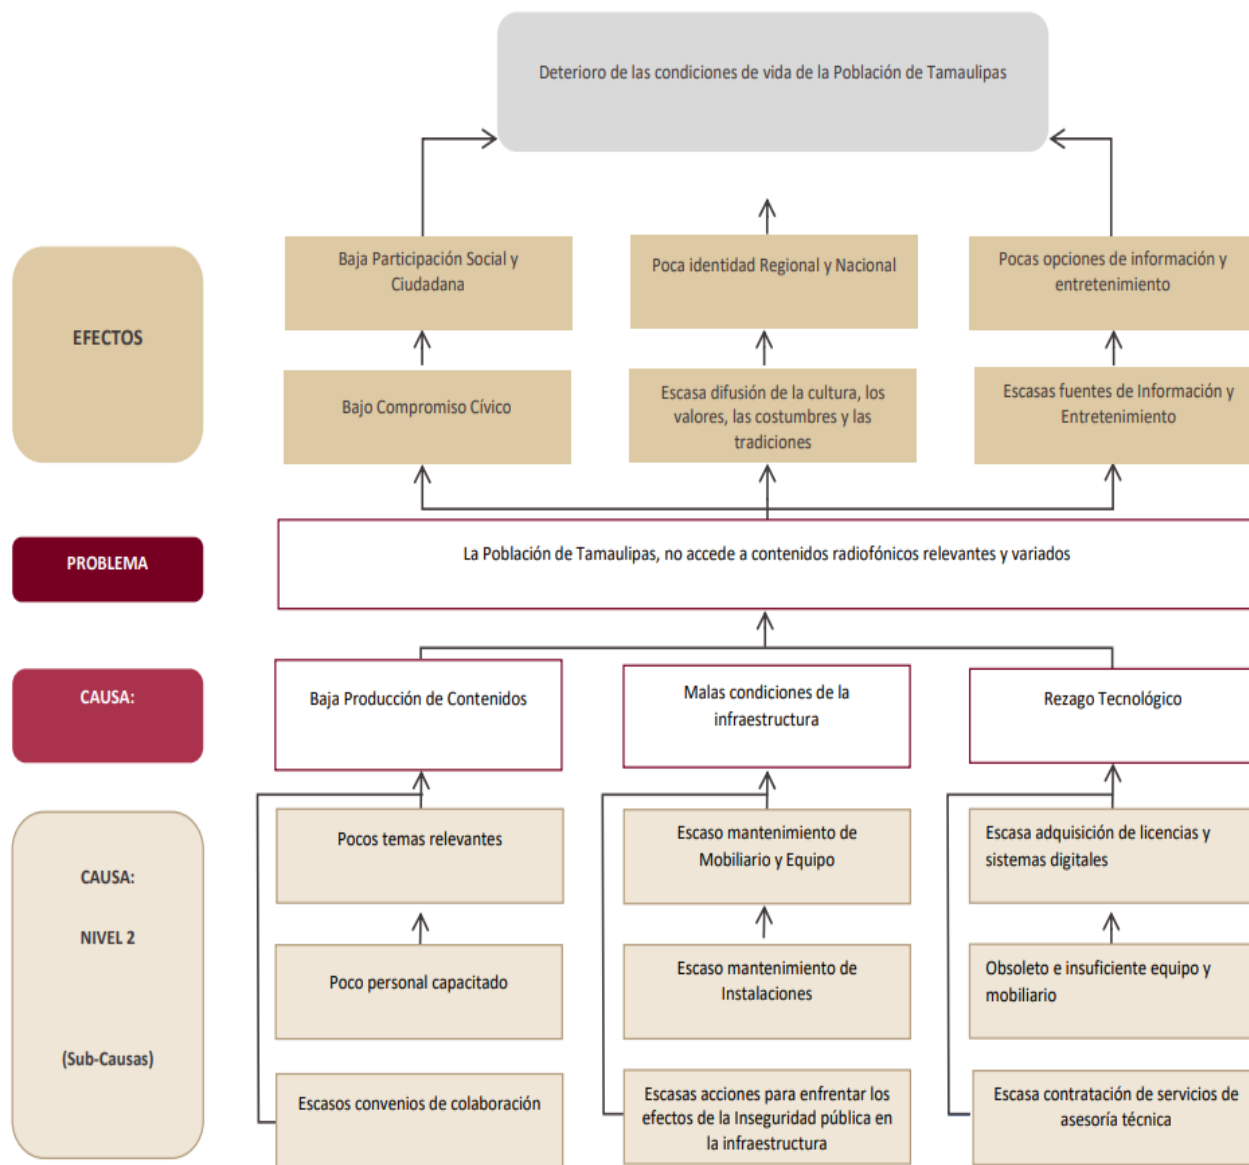 Deterioro de las condiciones de vida de la Población de Tamaulipas
EFECTOS
Baja Participación Social y
Ciudadana
Poca identidad Regional y Nacional
Pocas opciones de información y
entretenimiento
Bajo Compromiso Cívico
Escasa difusión de la cultura, los
valores, las costumbres y las
tradiciones
Escasas fuentes de Información y
Entretenimiento
PROBLEMA
La Población de Tamaulipas, no accede a contenidos radiofónicos relevantes y variados
CAUSA:
Baja Producción de Contenidos
Malas condiciones de la
infraestructura
Rezago Tecnológico
CAUSA:
NIVEL 2
(Sub-Causas)
Pocos temas relevantes
Escaso mantenimiento de
Mobiliario y Equipo
Escasa adquisición de licencias y
sistemas digitales
Poco personal capacitado
Escaso mantenimiento de
Instalaciones
Obsoleto e insuficiente equipo y
mobiliario
Escasos convenios de colaboración
Escasas acciones para enfrentar los
efectos de la Inseguridad pública en
la infraestructura
Escasa contratación de servicios de
asesoría técnica